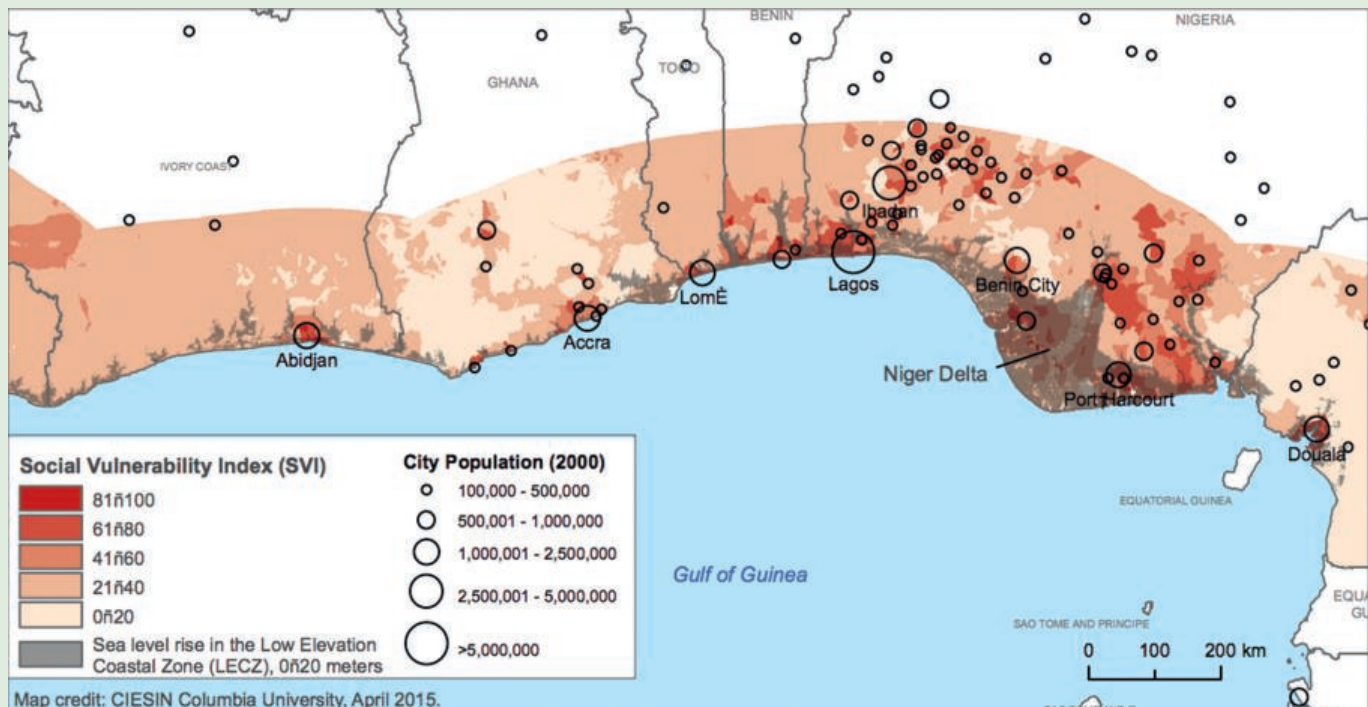 BENIN
NIGERIA
GHANA
TOGO
IVORY COAST
Ibadan
Lagos
Benin City
LomÈ
Accra
Abidjan
Niger Delta
Port Harcourt
Douala
EQUATORIAL GUINEA
Gulf of Guinea
SAO TOME AND PRINCIPE
0 100 200 km
Social Vulnerability Index (SVI)
81ñ100
61ñ80
41ñ60
21ñ40
0ñ20
Sea level rise in the Low Elevation
Coastal Zone (LECZ), 0ñ20 meters
City Population (2000)
100,000 - 500,000
500,001 - 1,000,000
1,000,001 - 2,500,000
2,500,001 - 5,000,000
>5,000,000
Map credit: CIESIN Columbia University, April 2015.